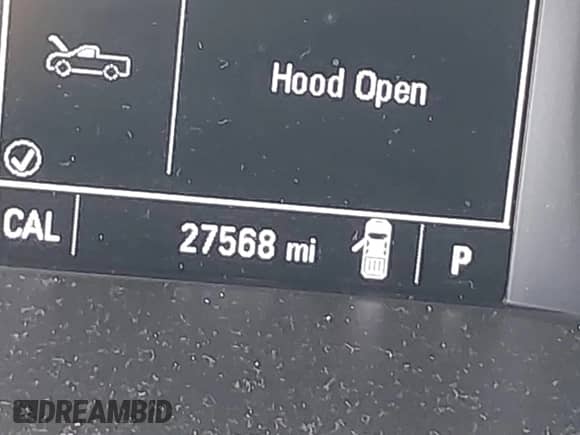 Hood Open
CAL
27568 mi
P
DREAMBID